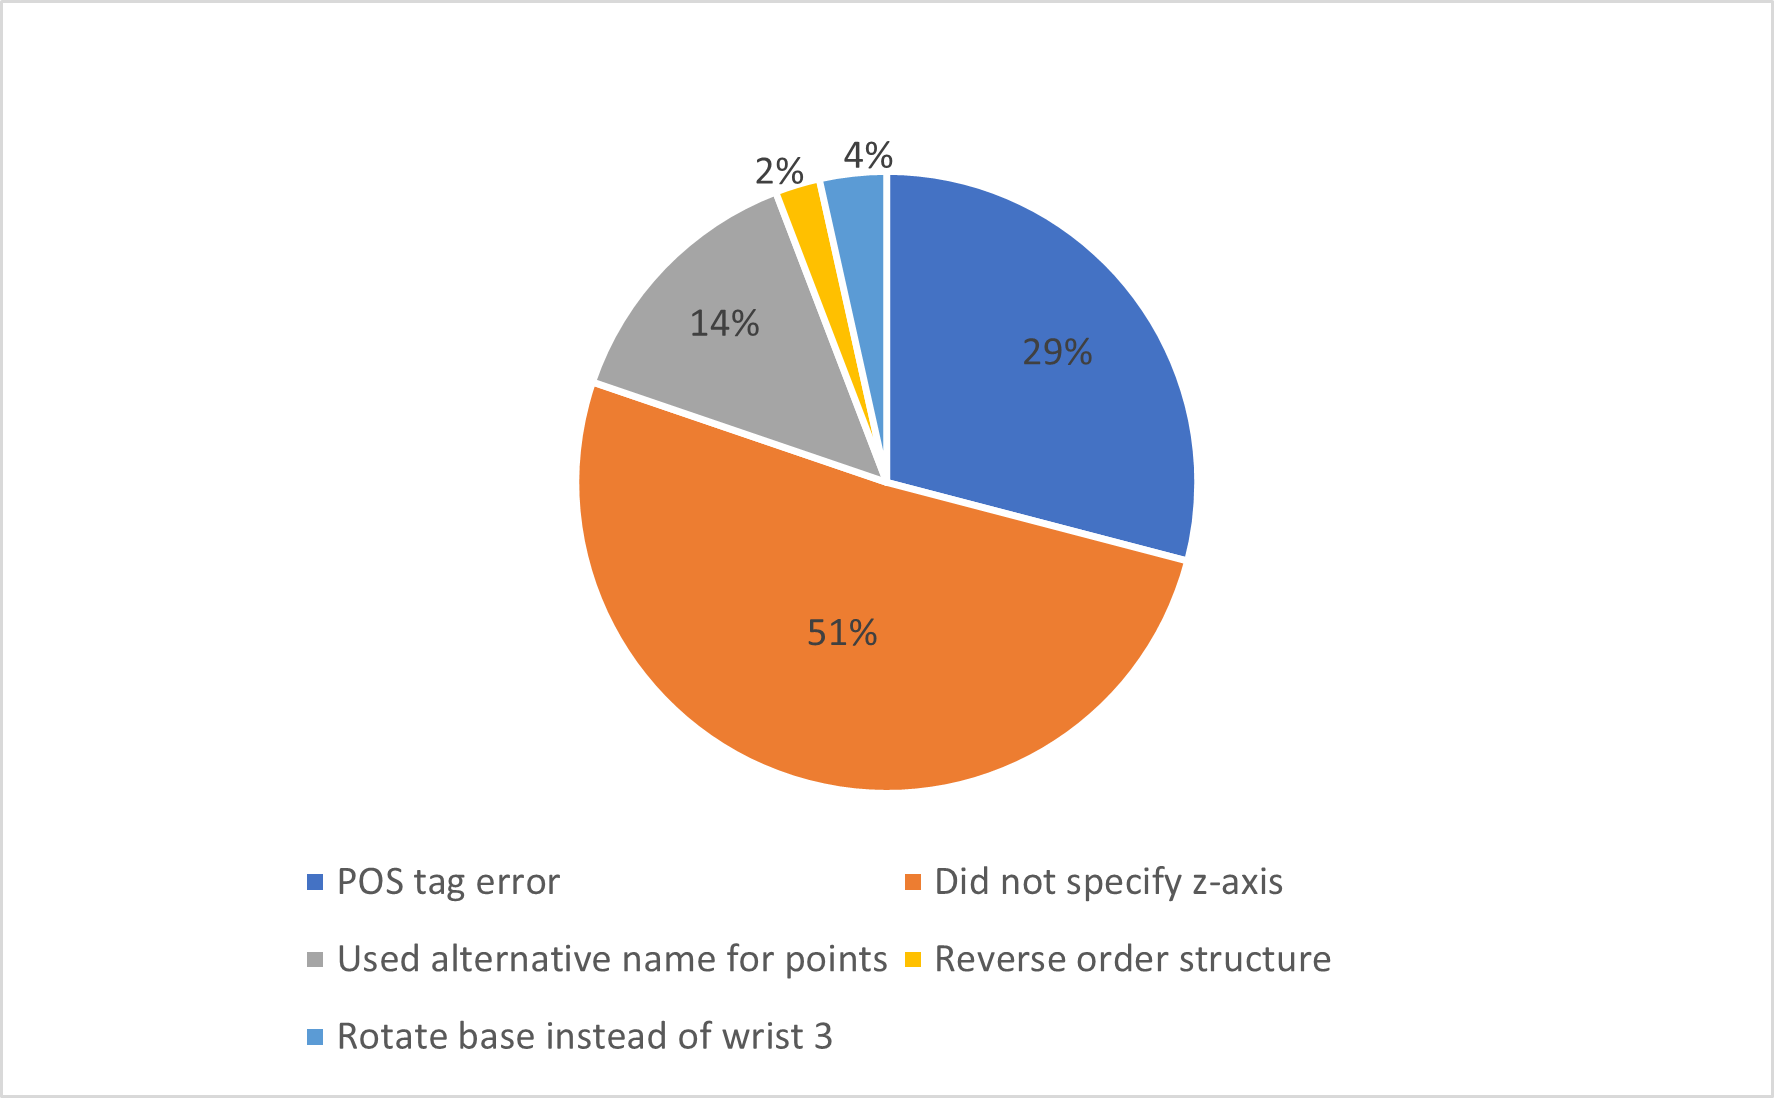 4%
2%
14%
29%
51%
POS tag error
Did not specify z-axis
Used alternative name for points
Reverse order structure
Rotate base instead of wrist 3